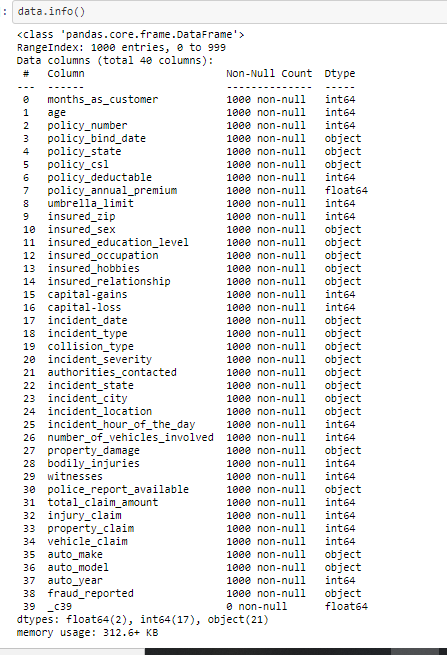 : data.info()
<class 'pandas.core.frame.DataFrame'>
RangeIndex: 1000 entries, 0 to 999
Data columns (total 40 columns):
 #   Column                       Non-Null Count  Dtype
---  ------                       --------------  -----
 0   months_as_customer           1000 non-null   int64
 1   age                          1000 non-null   int64
 2   policy_number                1000 non-null   int64
 3   policy_bind_date             1000 non-null   object
 4   policy_state                 1000 non-null   object
 5   policy_csl                   1000 non-null   object
 6   policy_deductable            1000 non-null   int64
 7   policy_annual_premium        1000 non-null   float64
 8   umbrella_limit               1000 non-null   int64
 9   insured_zip                  1000 non-null   int64
 10  insured_sex                  1000 non-null   object
 11  insured_education_level      1000 non-null   object
 12  insured_occupation           1000 non-null   object
 13  insured_hobbies              1000 non-null   object
 14  insured_relationship         1000 non-null   object
 15  capital-gains                1000 non-null   int64
 16  capital-loss                 1000 non-null   int64
 17  incident_date                1000 non-null   object
 18  incident_type                1000 non-null   object
 19  collision_type               1000 non-null   object
 20  incident_severity            1000 non-null   object
 21  authorities_contacted        1000 non-null   object
 22  incident_state               1000 non-null   object
 23  incident_city                1000 non-null   object
 24  incident_location            1000 non-null   object
 25  incident_hour_of_the_day     1000 non-null   int64
 26  number_of_vehicles_involved  1000 non-null   int64
 27  property_damage              1000 non-null   object
 28  bodily_injuries              1000 non-null   int64
 29  witnesses                    1000 non-null   int64
 30  police_report_available      1000 non-null   object
 31  total_claim_amount           1000 non-null   int64
 32  injury_claim                 1000 non-null   int64
 33  property_claim               1000 non-null   int64
 34  vehicle_claim                1000 non-null   int64
 35  auto_make                    1000 non-null   object
 36  auto_model                   1000 non-null   object
 37  auto_year                    1000 non-null   int64
 38  fraud_reported               1000 non-null   object
 39  _c39                         0 non-null      float64
dtypes: float64(2), int64(17), object(21)
memory usage: 312.6+ KB